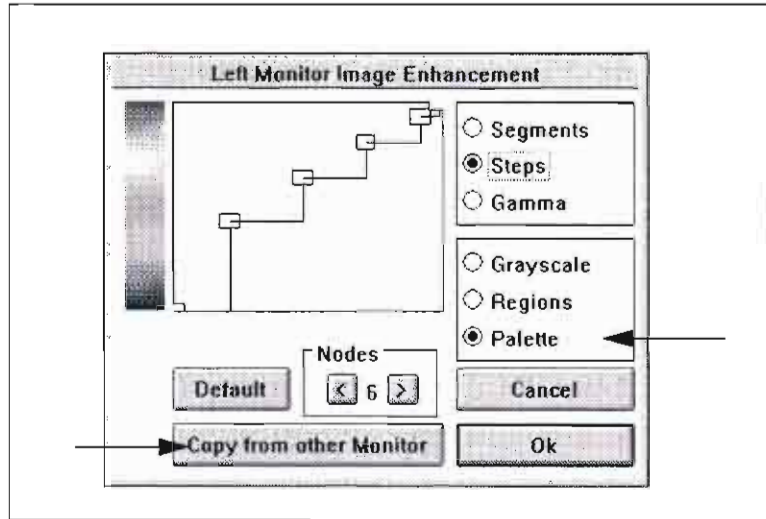 Left Monitor Image Enhancement
Segments
Steps
Gamma
Grayscale
Regions
Palette
Nodes
Default
< 6 >
Cancel
Copy from other Monitor
Ok